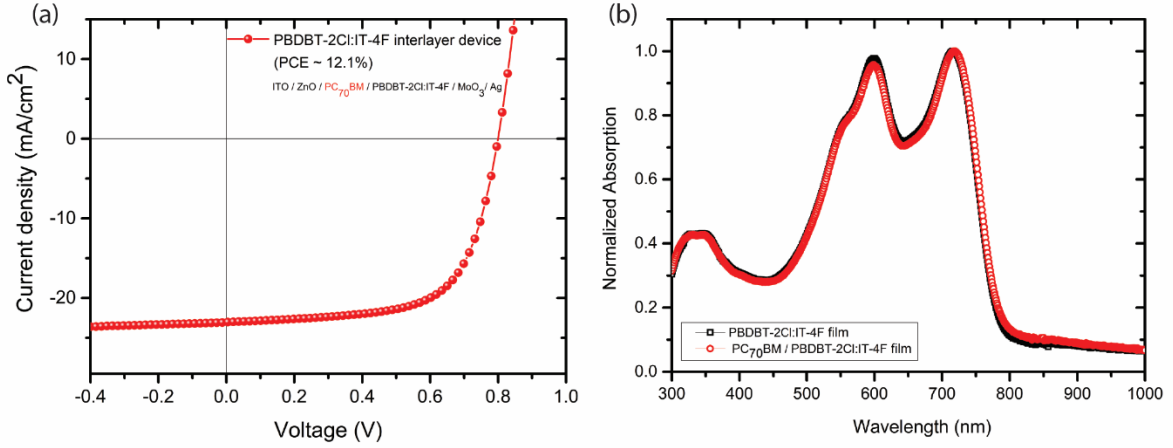 (a)
PBDBT-2Cl:IT-4F interlayer device
(PCE ~ 12.1%)
ITO / ZnO / PC70BM / PBDBT-2Cl:IT-4F / MoO3/ Ag
Current density (mA/cm2)
10
0
-10
-20
-0.4
-0.2
0.0
0.2
0.4
0.6
0.8
1.0
Voltage (V)
(b)
Normalized Absorption
1.0
0.8
0.6
0.4
0.2
0.0
PBDBT-2Cl:IT-4F film
PC70BM / PBDBT-2Cl:IT-4F film
300
400
500
600
700
800
900
1000
Wavelength (nm)